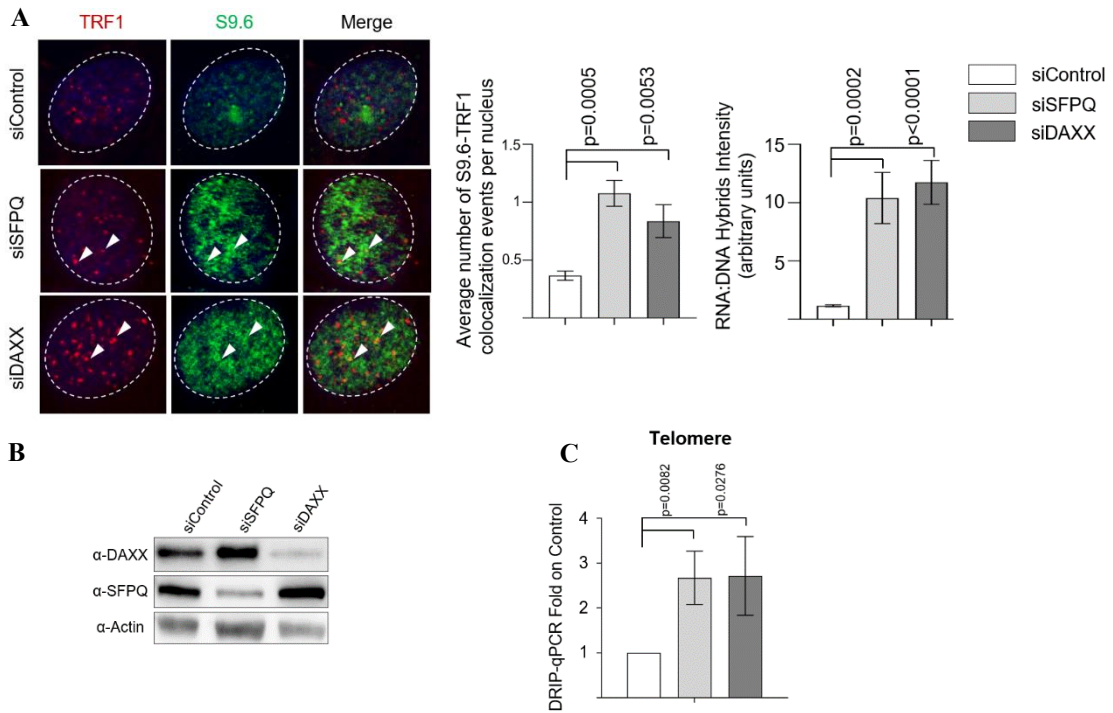 A
TRF1
S9.6
Merge
siControl
siSFPQ
siDAXX
Average number of S9.6-TRF1
colocalization events per nucleus
p=0.0005
p=0.0053
1.5
1
0.5
RNA:DNA Hybrids Intensity
(arbitrary units)
p=0.0002
p<0.0001
15
10
5
siControl
siSFPQ
siDAXX
B
siControl
siSFPQ
siDAXX
α-DAXX
α-SFPQ
α-Actin
C
Telomere
p=0.0082
p=0.0276
DRIP-qPCR Fold on Control
4
3
2
1